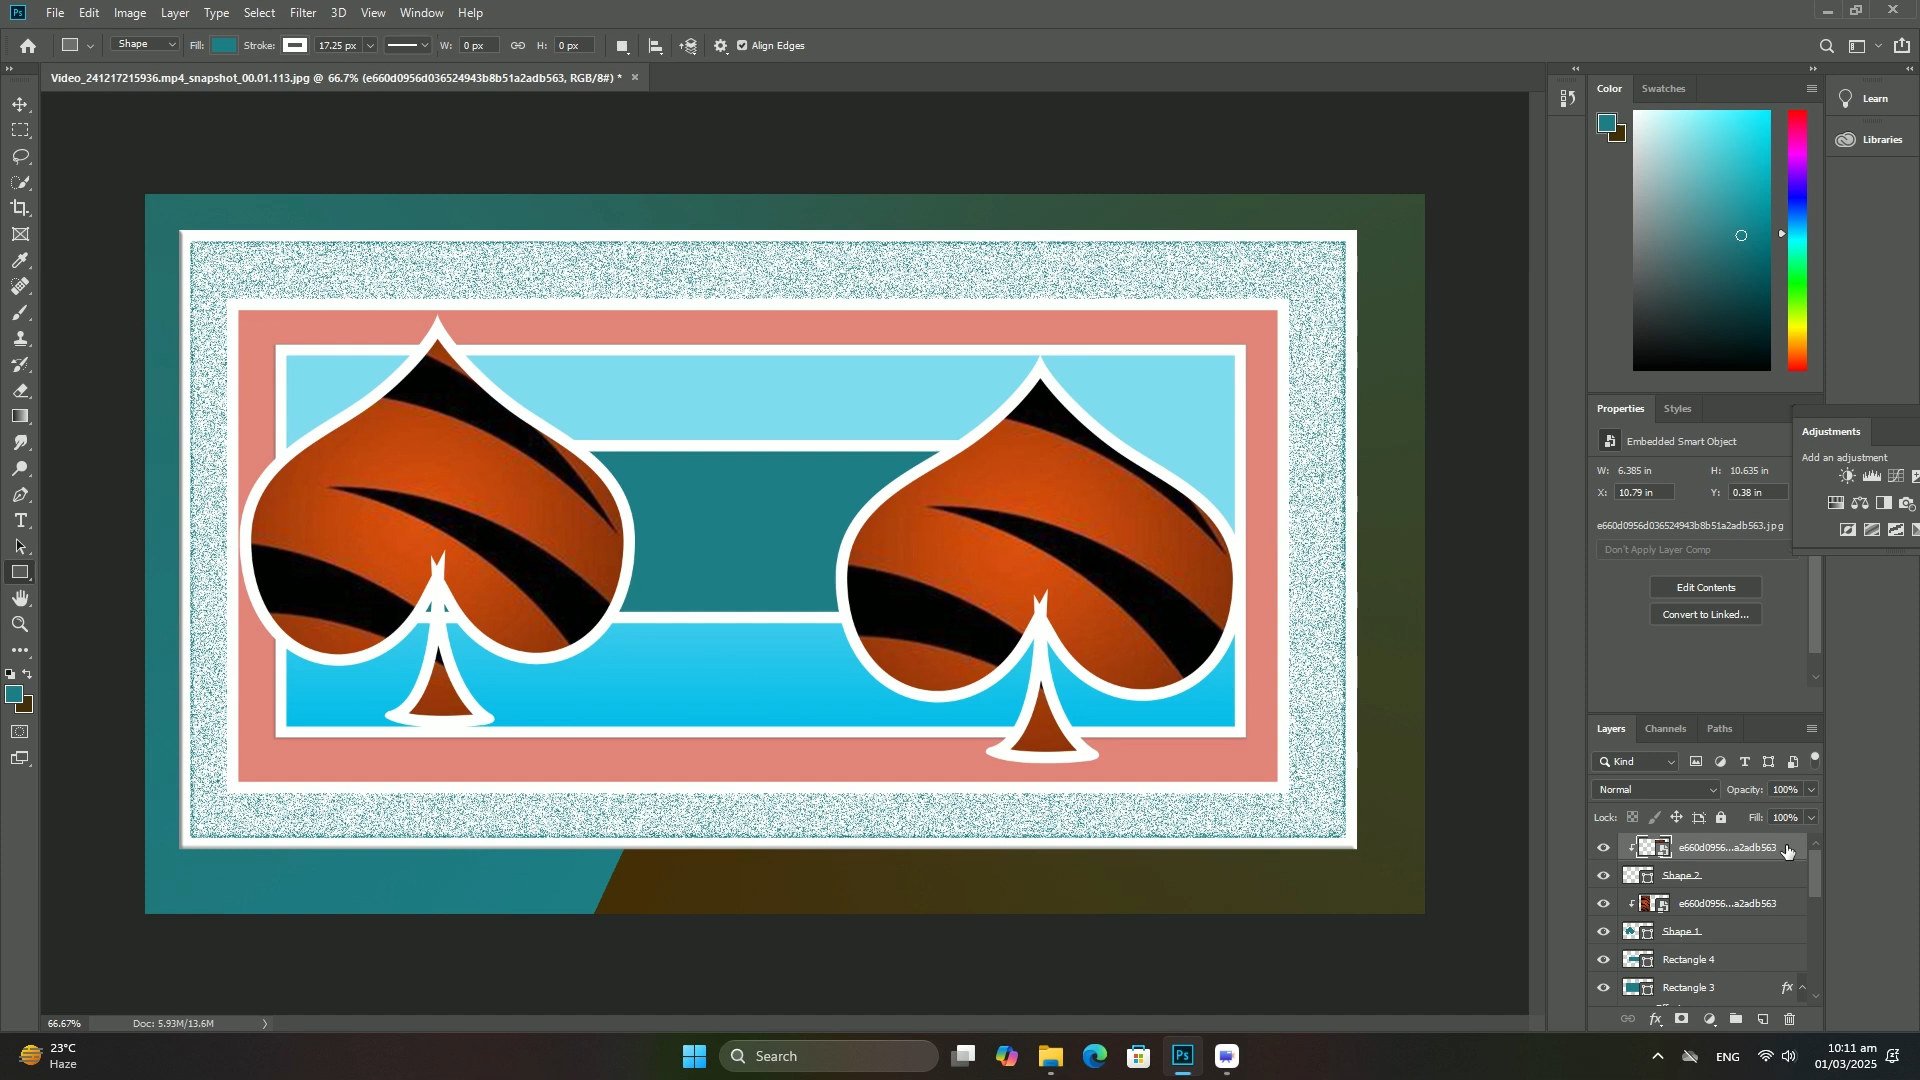 Ps File Edit Image Layer Type Select Filter 3D View Window Help
Shape Fill: Stroke: 17.25 px W: 0 px H: 0 px Align Edges
Video_241217215936.mp4_snapshot_00.01.113.jpg @ 66.7% (e660d0956d036524943b8b51a2adb563, RGB/8#) *
Color Swatches
Learn
Libraries
Properties Styles
Embedded Smart Object
W: 6.385 in H: 10.635 in
X: 10.79 in Y: 0.38 in
e660d0956d036524943b8b51a2adb563.jpg
Don't Apply Layer Comp
Edit Contents
Convert to Linked...
Adjustments
Add an adjustment
Layers Channels Paths
Kind
Normal Opacity: 100%
Lock: Fill: 100%
e660d0956...a2adb563
Shape 2
e660d0956...a2adb563
Shape 1
Rectangle 4
Rectangle 3 fx
fx
66.67% Doc: 5.93M/13.6M
23°C
Haze
Search
Ps
ENG
10:11 am
01/03/2025